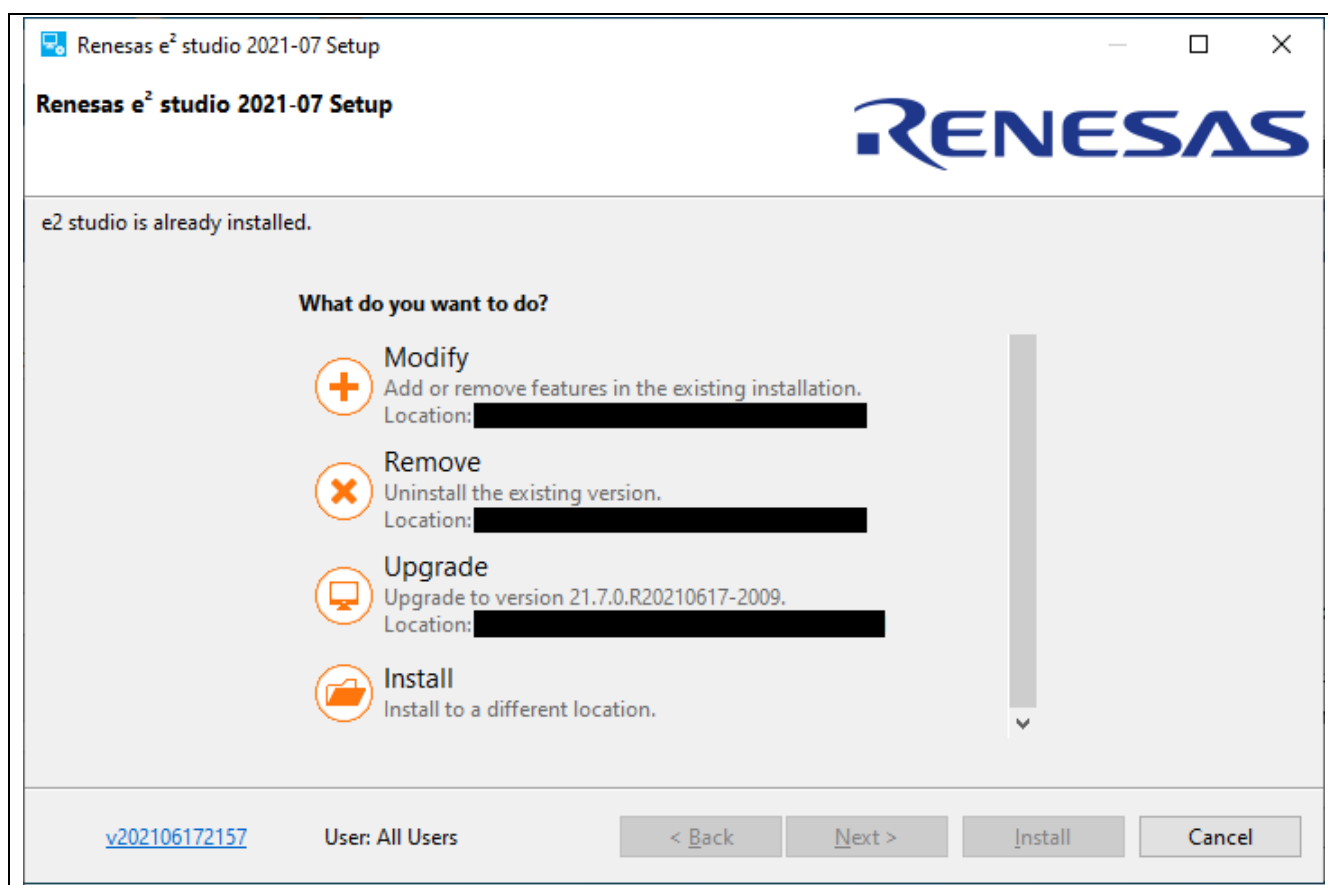 Renesas e² studio 2021-07 Setup
Renesas e² studio 2021-07 Setup
RENESAS
e2 studio is already installed.
What do you want to do?
Modify
Add or remove features in the existing installation.
Location:
Remove
Uninstall the existing version.
Location:
Upgrade
Upgrade to version 21.7.0.R20210617-2009.
Location:
Install
Install to a different location.
v202106172157 User: All Users < Back Next > Install Cancel